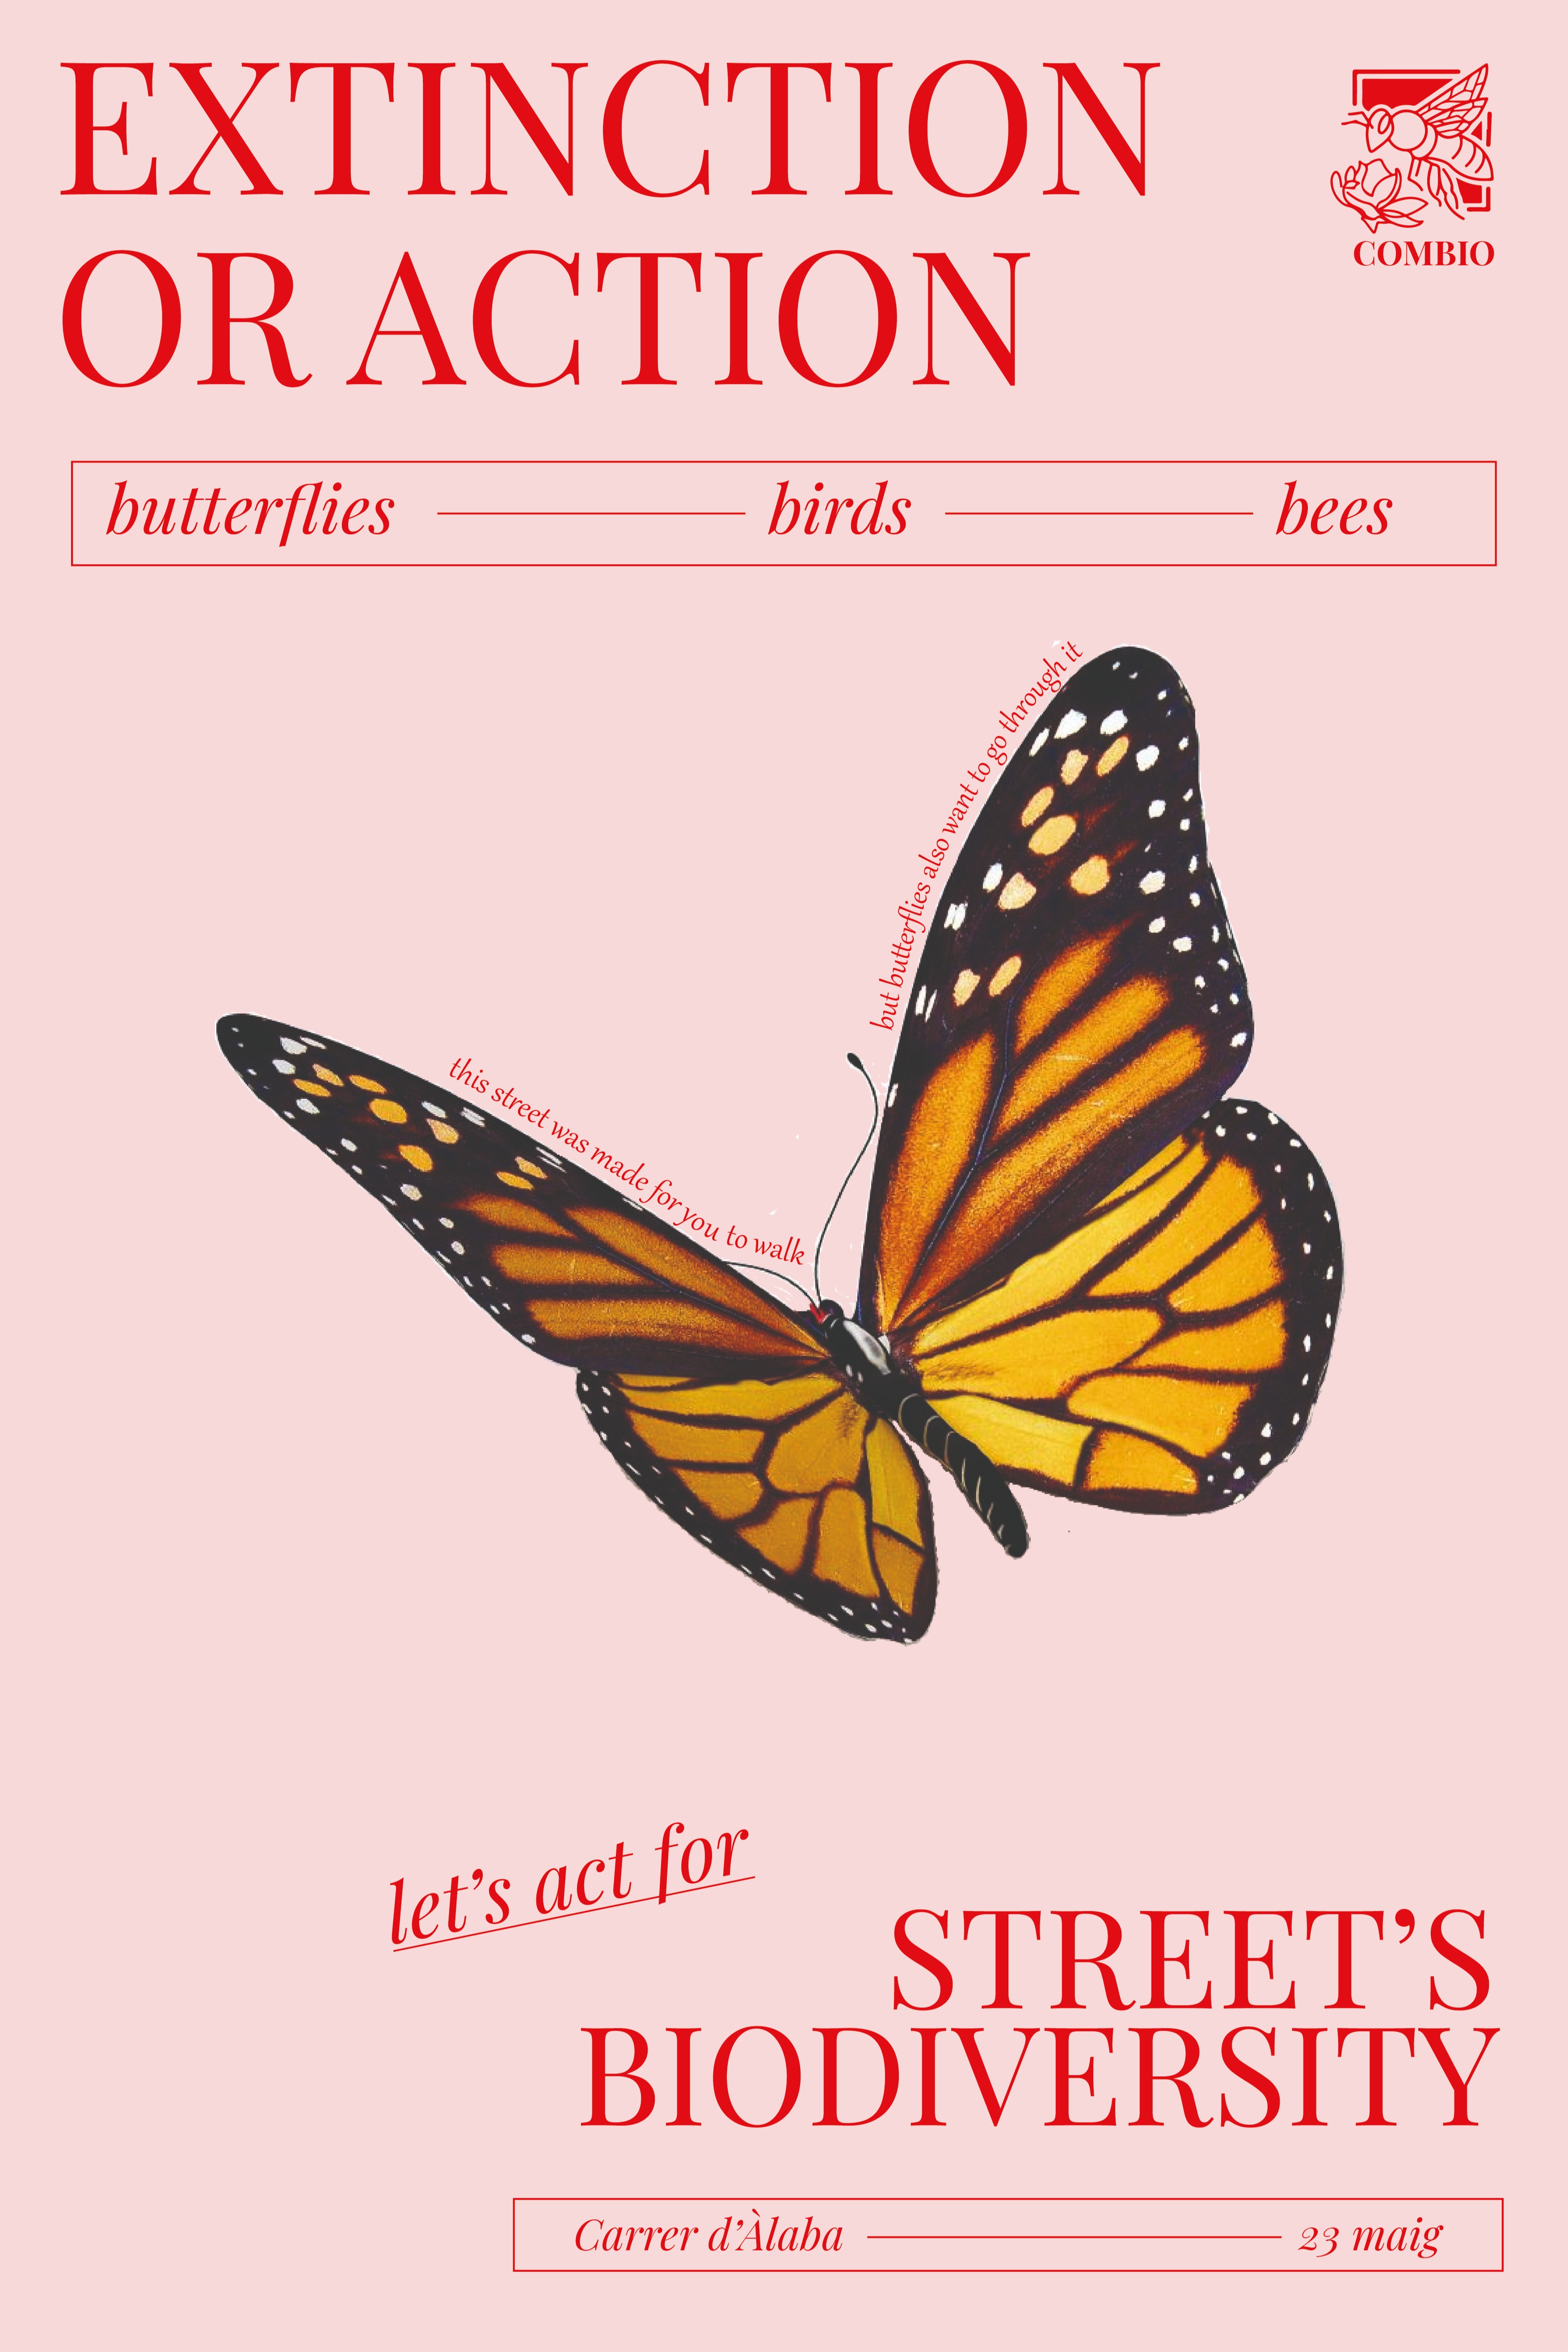 EXTINCTION
OR ACTION
COMBIO
butterflies birds bees
this street was made for you to walk
but butterflies also want to go through it
let’s act for
STREET’S
BIODIVERSITY
Carrer d’Àlaba 23 maig